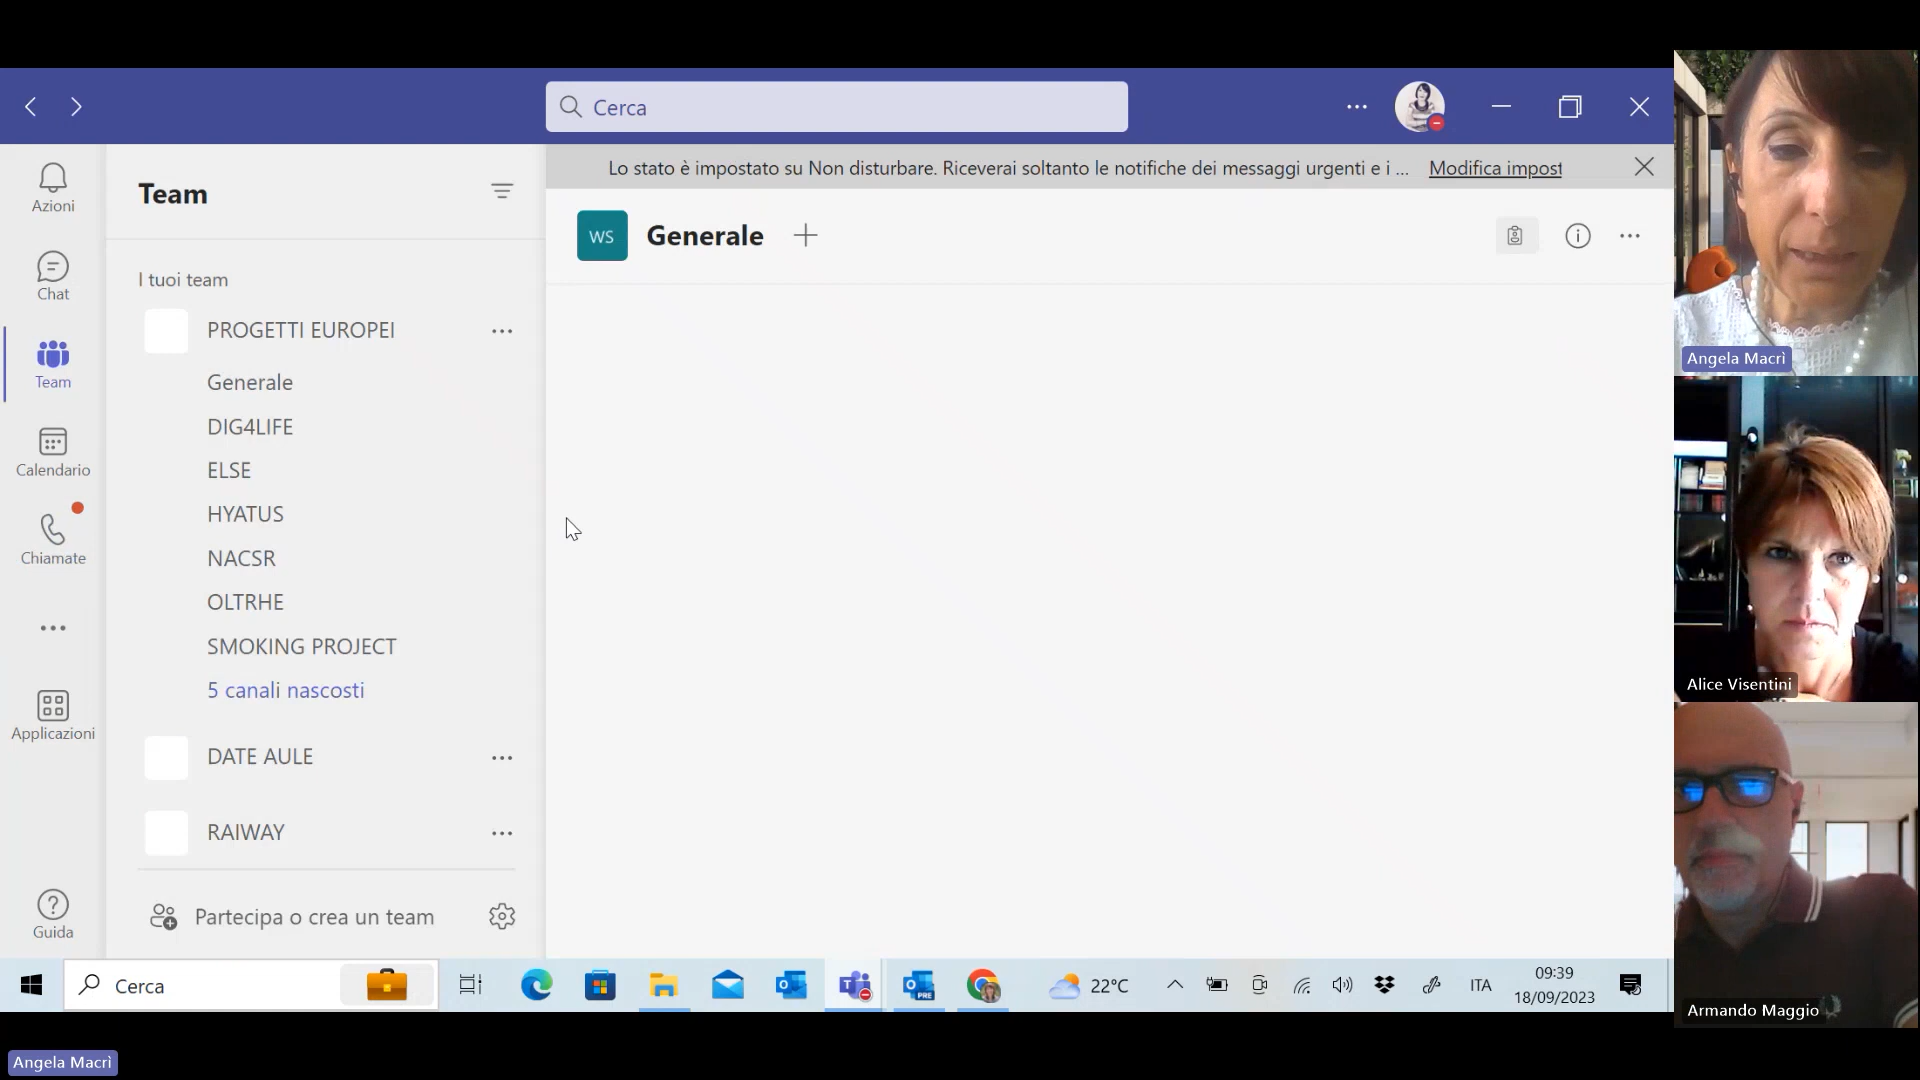 Cerca
Lo stato è impostato su Non disturbare. Riceverai soltanto le notifiche dei messaggi urgenti e i ... Modifica impost
Azioni
Chat
Team
Calendario
Chiamate
Applicazioni
Guida
Team
I tuoi team
PROGETTI EUROPEI
Generale
DIG4LIFE
ELSE
HYATUS
NACSR
OLTRHE
SMOKING PROJECT
5 canali nascosti
DATE AULE
RAIWAY
Partecipa o crea un team
WS Generale
Angela Macrì
Alice Visentini
Armando Maggio
Cerca
PRE
22°C
ITA
09:39
18/09/2023
Angela Macrì